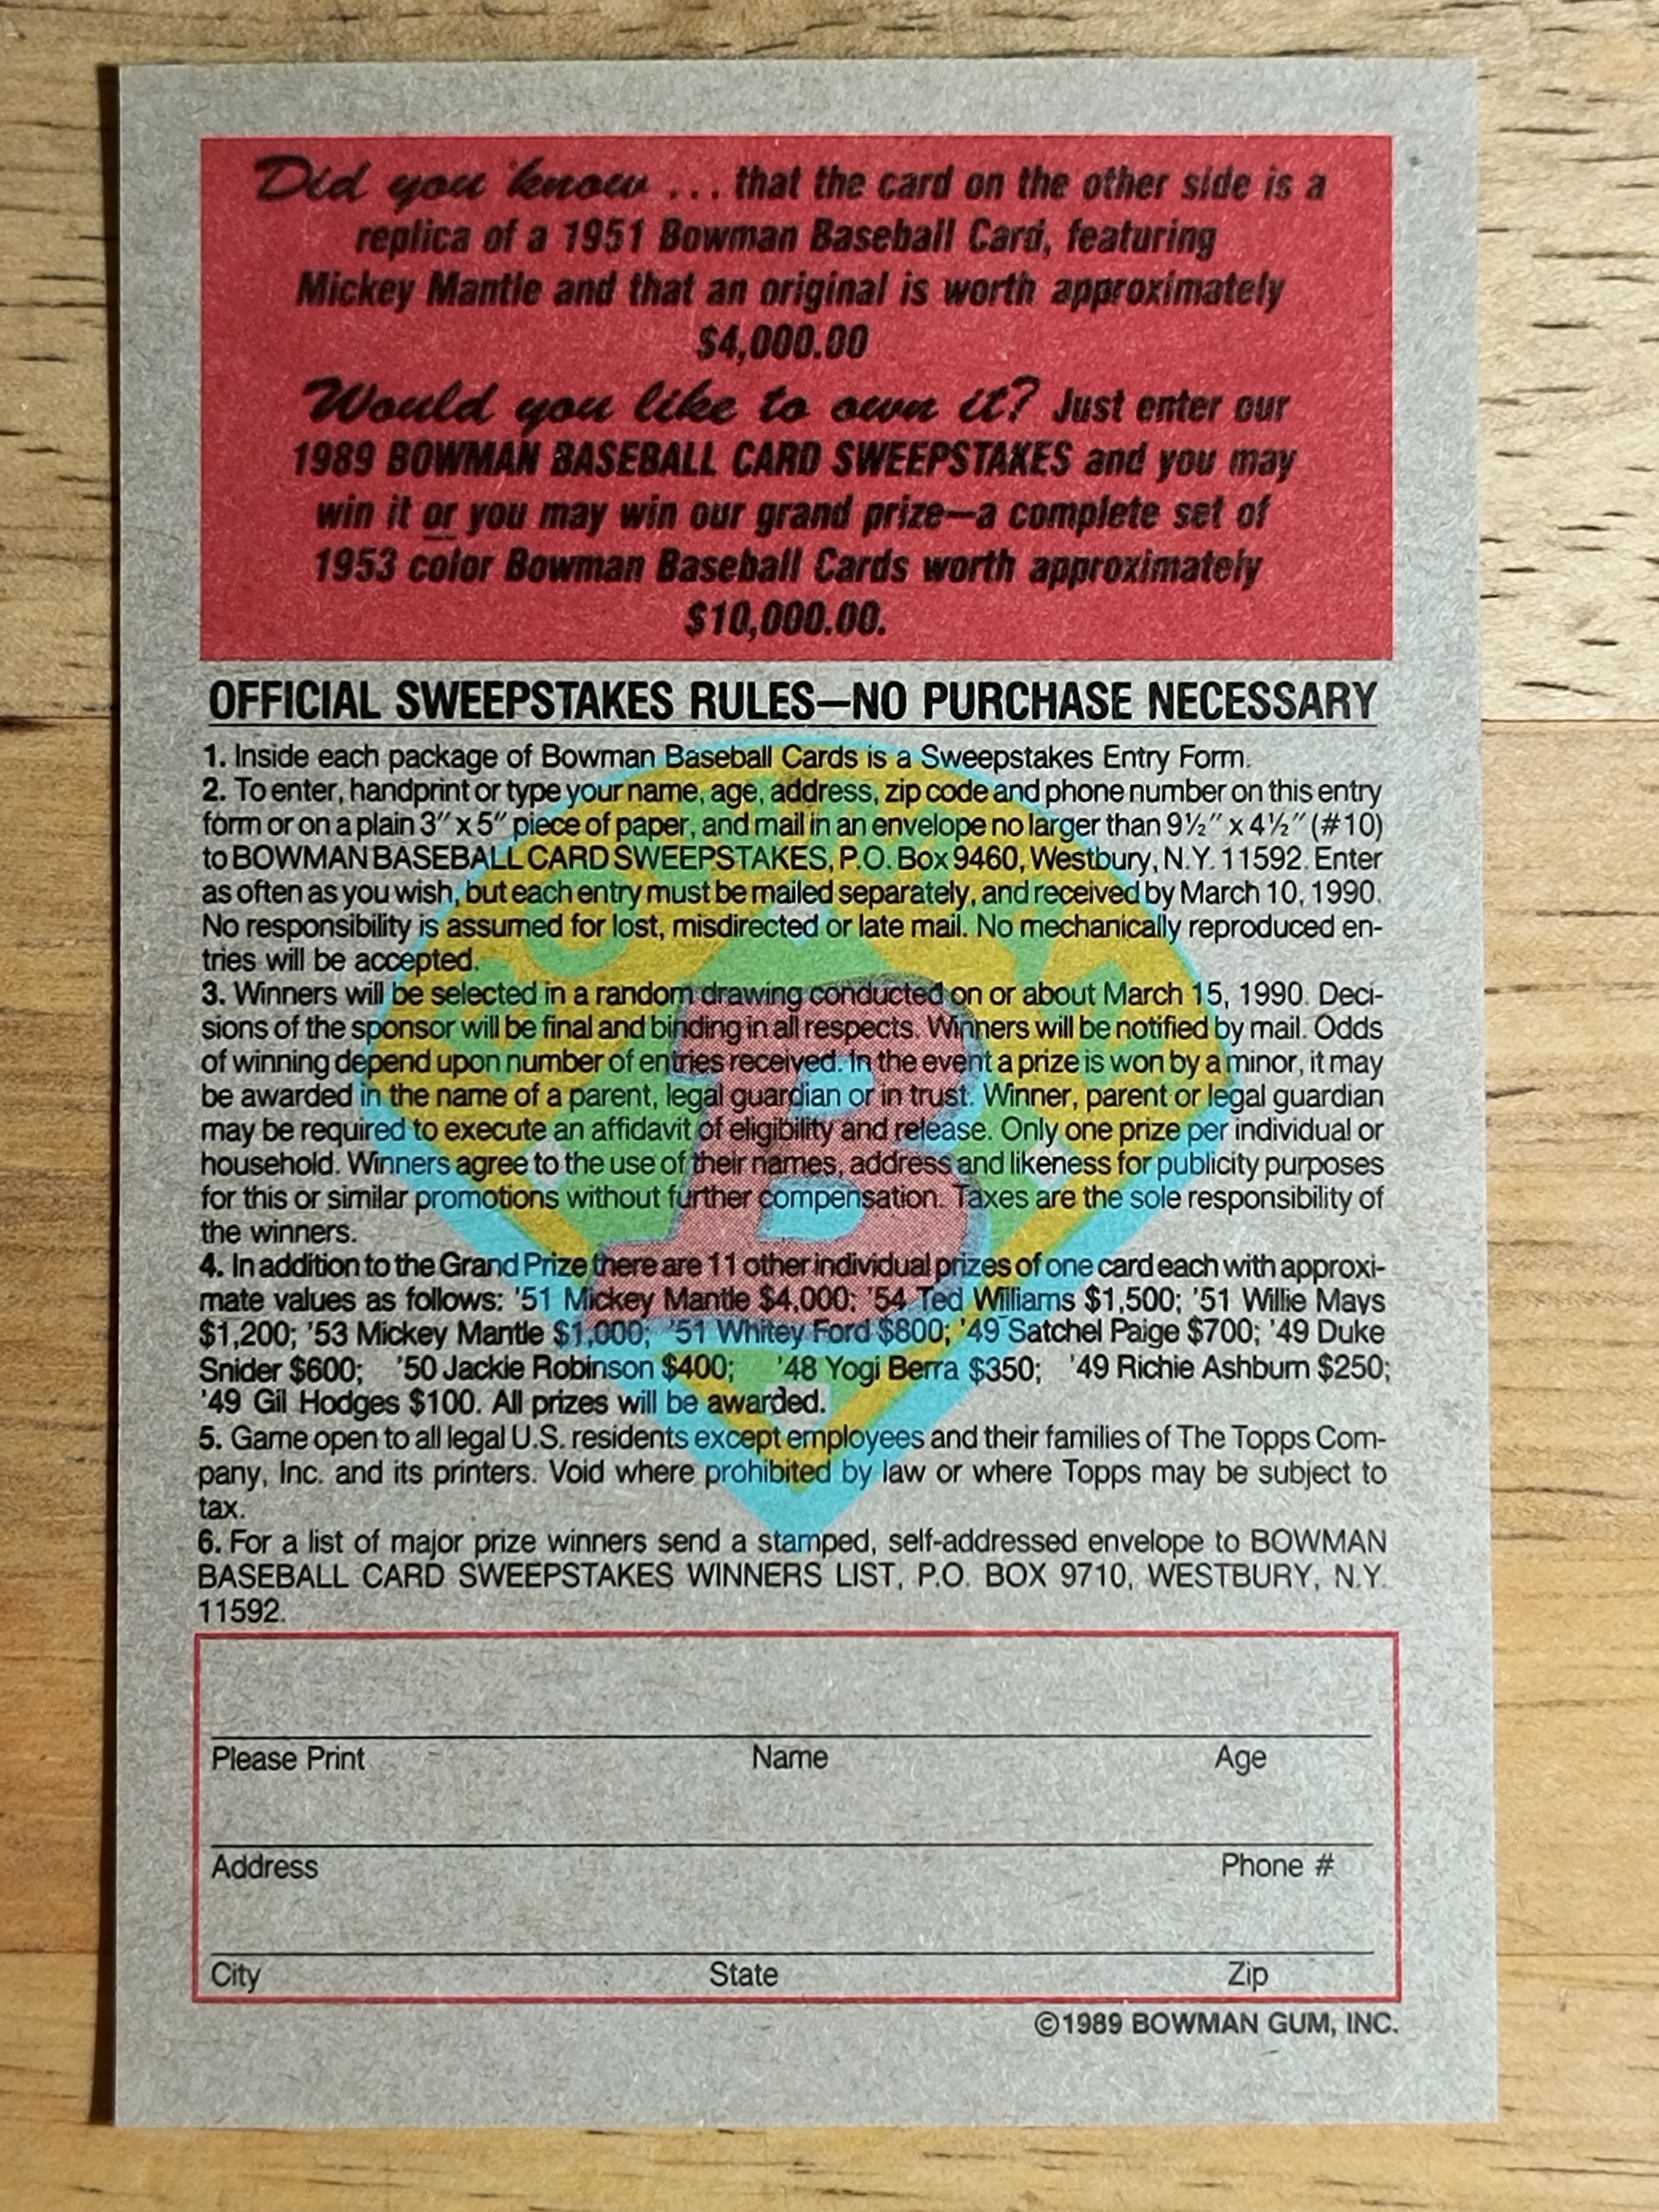 Did you know ... that the card on the other side is a
replica of a 1951 Bowman Baseball Card, featuring
Mickey Mantle and that an original is worth approximately
$4,000.00
Would you like to own it? Just enter our
1989 BOWMAN BASEBALL CARD SWEEPSTAKES and you may
win it or you may win our grand prize—a complete set of
1953 color Bowman Baseball Cards worth approximately
$10,000.00.
OFFICIAL SWEEPSTAKES RULES—NO PURCHASE NECESSARY
1. Inside each package of Bowman Baseball Cards is a Sweepstakes Entry Form.
2. To enter, handprint or type your name, age, address, zip code and phone number on this entry
form or on a plain 3″ x 5″ piece of paper, and mail in an envelope no larger than 9½″ x 4½″ (#10)
to BOWMAN BASEBALL CARD SWEEPSTAKES, P.O. Box 9460, Westbury, N.Y. 11592. Enter
as often as you wish, but each entry must be mailed separately, and received by March 10, 1990.
No responsibility is assumed for lost, misdirected or late mail. No mechanically reproduced en-
tries will be accepted.
3. Winners will be selected in a random drawing conducted on or about March 15, 1990. Deci-
sions of the sponsor will be final and binding in all respects. Winners will be notified by mail. Odds
of winning depend upon number of entries received. In the event a prize is won by a minor, it may
be awarded in the name of a parent, legal guardian or in trust. Winner, parent or legal guardian
may be required to execute an affidavit of eligibility and release. Only one prize per individual or
household. Winners agree to the use of their names, address and likeness for publicity purposes
for this or similar promotions without further compensation. Taxes are the sole responsibility of
the winners.
4. In addition to the Grand Prize there are 11 other individual prizes of one card each with approxi-
mate values as follows: '51 Mickey Mantle $4,000; '54 Ted Williams $1,500; '51 Willie Mays
$1,200; '53 Mickey Mantle $1,000; '51 Whitey Ford $800; '49 Satchel Paige $700; '49 Duke
Snider $600; '50 Jackie Robinson $400; '48 Yogi Berra $350; '49 Richie Ashburn $250;
'49 Gil Hodges $100. All prizes will be awarded.
5. Game open to all legal U.S. residents except employees and their families of The Topps Com-
pany, Inc. and its printers. Void where prohibited by law or where Topps may be subject to
tax.
6. For a list of major prize winners send a stamped, self-addressed envelope to BOWMAN
BASEBALL CARD SWEEPSTAKES WINNERS LIST, P.O. BOX 9710, WESTBURY, N.Y.
11592.
BOWMAN
B
Please Print Name Age
Address Phone #
City State Zip
©1989 BOWMAN GUM, INC.